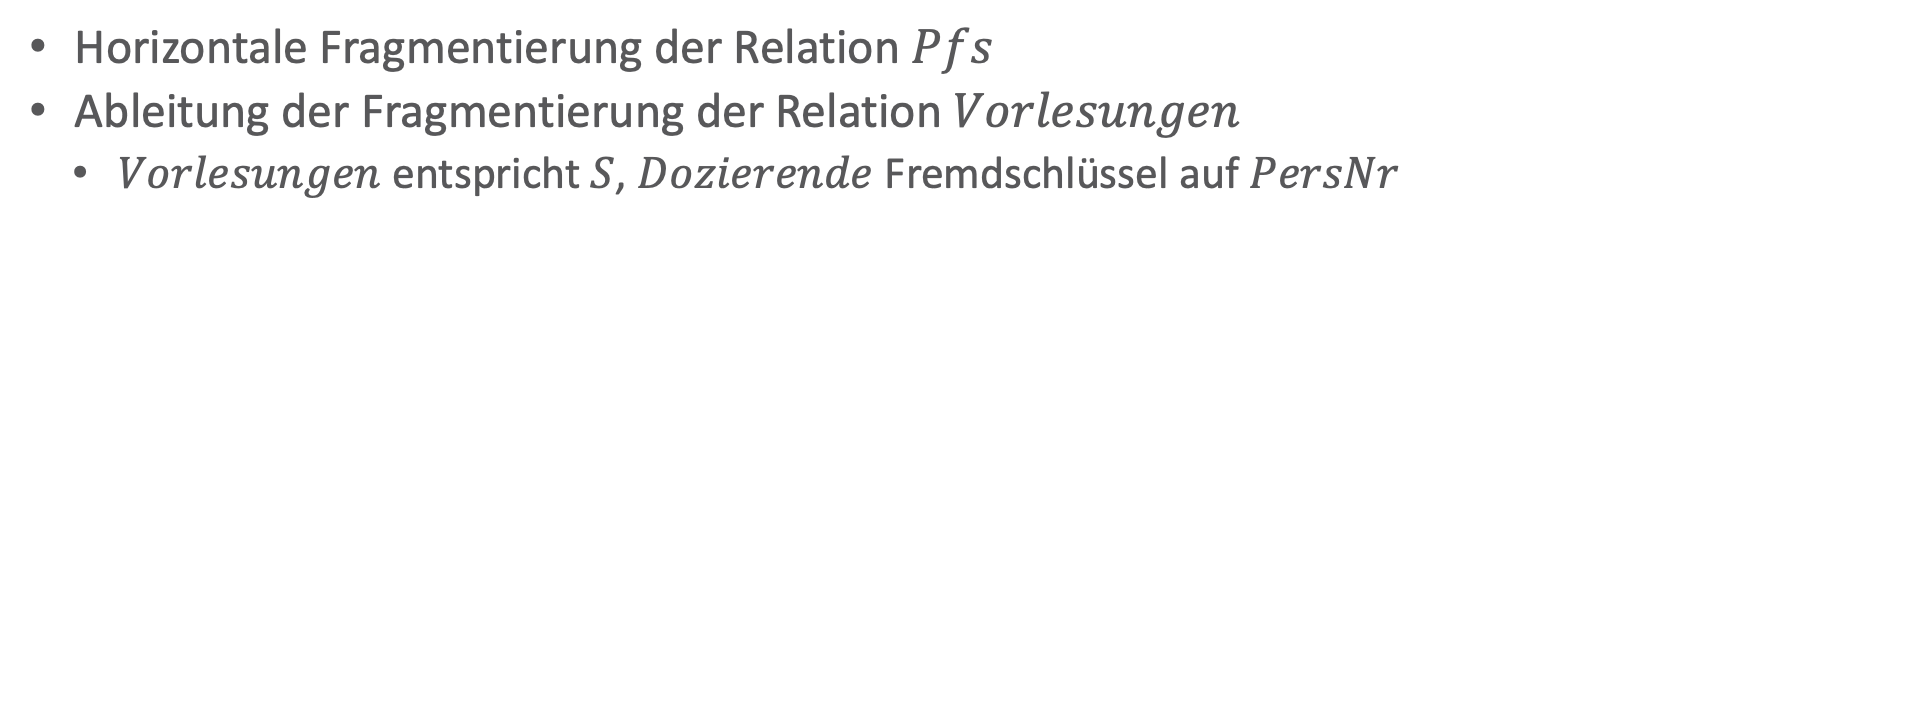 • Horizontale Fragmentierung der Relation Pfs
• Ableitung der Fragmentierung der Relation Vorlesungen
• Vorlesungen entspricht S, Dozierende Fremdschlüssel auf PersNr